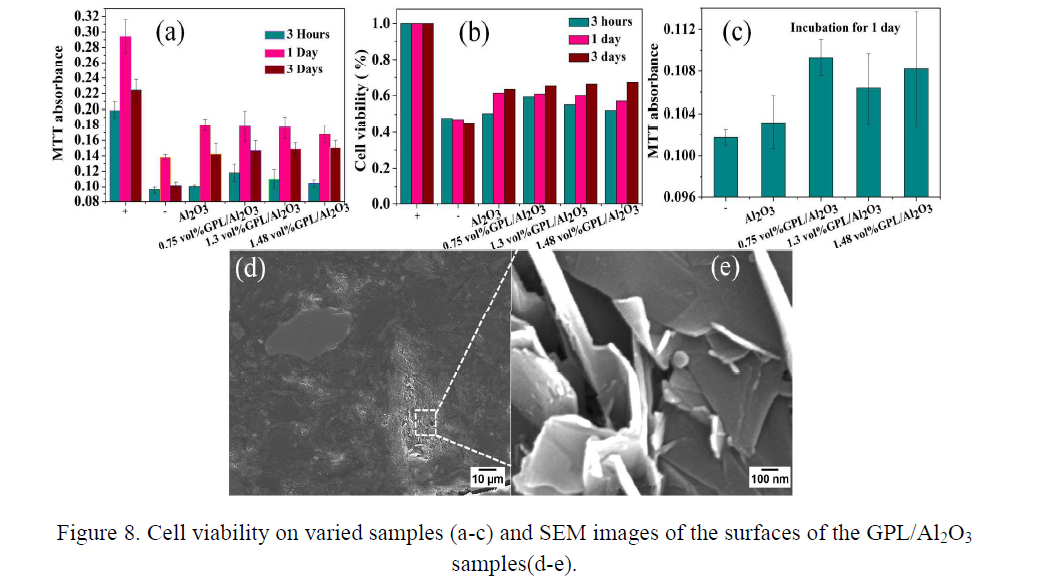 (a)
MTT absorbance
0.32
0.30
0.28
0.26
0.24
0.22
0.20
0.18
0.16
0.14
0.12
0.10
0.08
3 Hours
1 Day
3 Days
+
-
Al2O3
0.75 vol%GPL/Al2O3
1.3 vol%GPL/Al2O3
1.48 vol%GPL/Al2O3
(b)
Cell viability ( %)
1.0
0.8
0.6
0.4
0.2
0.0
3 hours
1 day
3 days
+
-
Al2O3
0.75 vol%GPL/Al2O3
1.3 vol%GPL/Al2O3
1.48 vol%GPL/Al2O3
(c)
Incubation for 1 day
MTT absorbance
0.112
0.108
0.104
0.100
0.096
-
Al2O3
0.75 vol%GPL/Al2O3
1.3 vol%GPL/Al2O3
1.48 vol%GPL/Al2O3
(d)
10 µm
(e)
100 nm
Figure 8. Cell viability on varied samples (a-c) and SEM images of the surfaces of the GPL/Al2O3
samples(d-e).